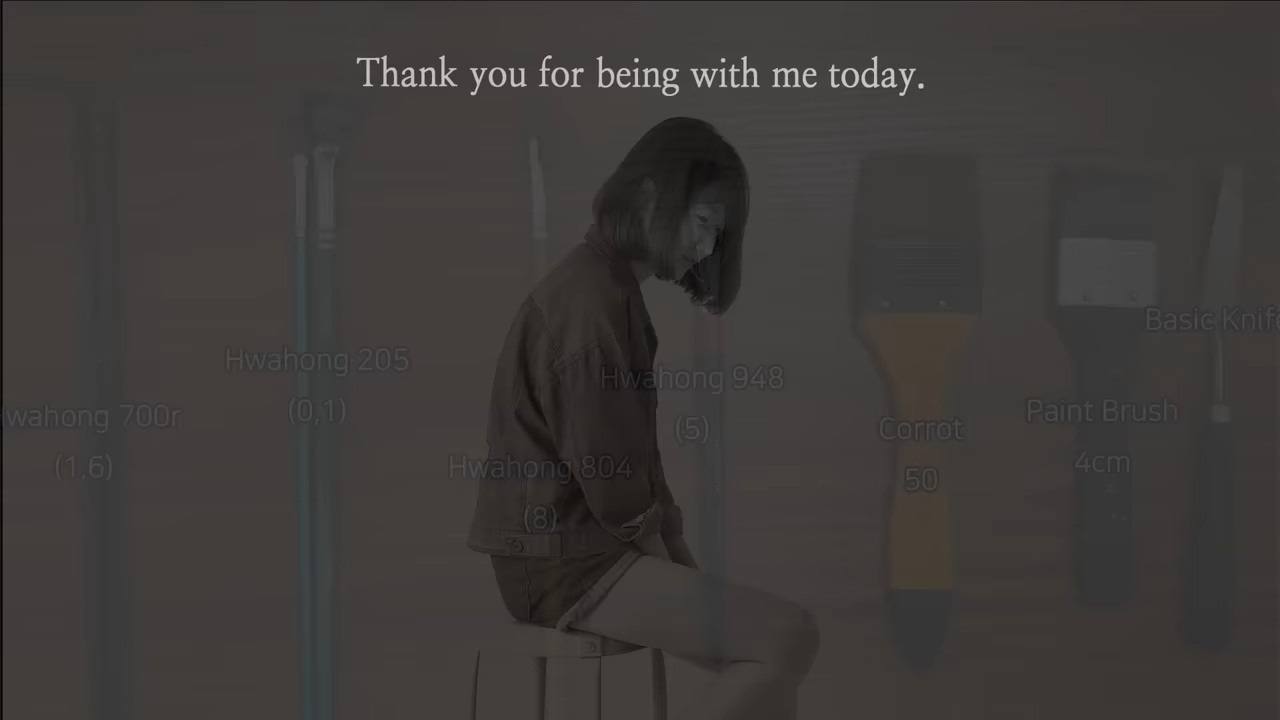 Thank you for being with me today.
Hwahong 205
(0,1)
wahong 700r
(1,6)
Hwahong 804
(8)
Hwahong 948
(5)
Corrot
50
Paint Brush
4cm
Basic Knif